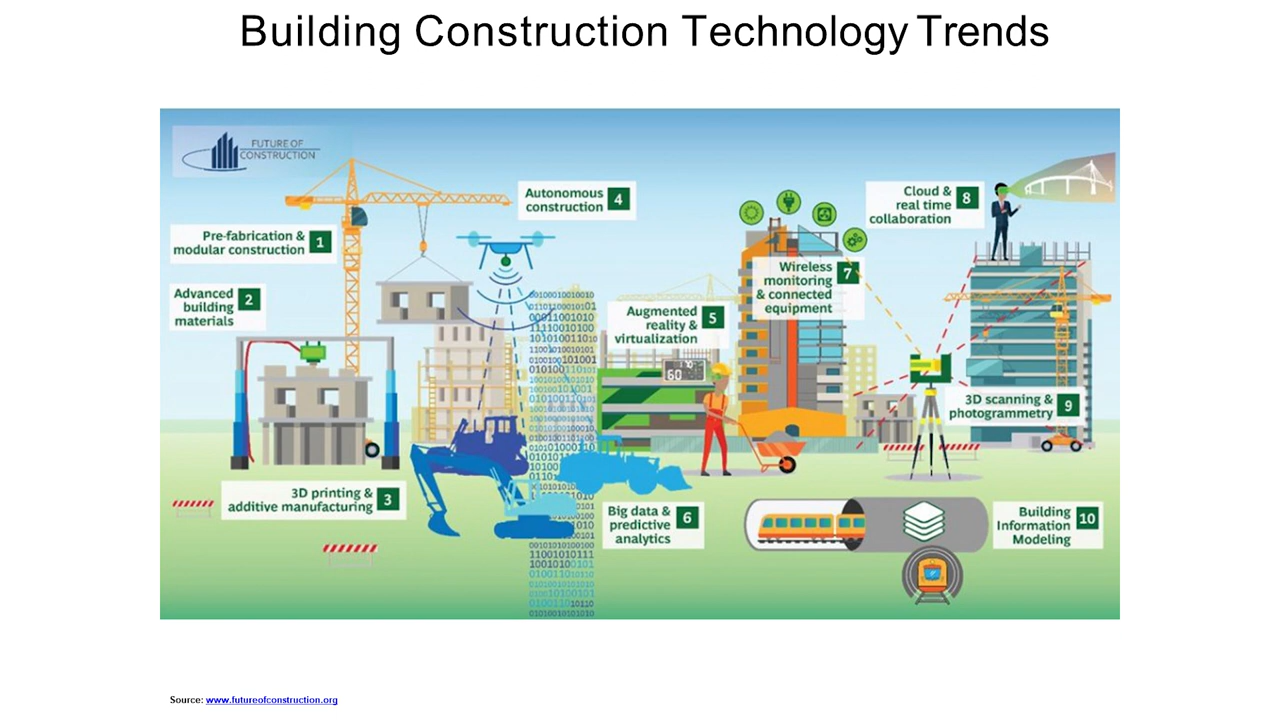 Building Construction Technology Trends
FUTURE OF
CONSTRUCTION
Pre-fabrication &
modular construction 1
Advanced 2
building
materials
3D printing & 3
additive manufacturing
Autonomous 4
construction
Augmented 5
reality &
virtualization
60
Big data & 6
predictive
analytics
Wireless 7
monitoring
& connected
equipment
Cloud & 8
real time
collaboration
3D scanning & 9
photogrammetry
Building 10
Information
Modeling
Source: www.futureofconstruction.org